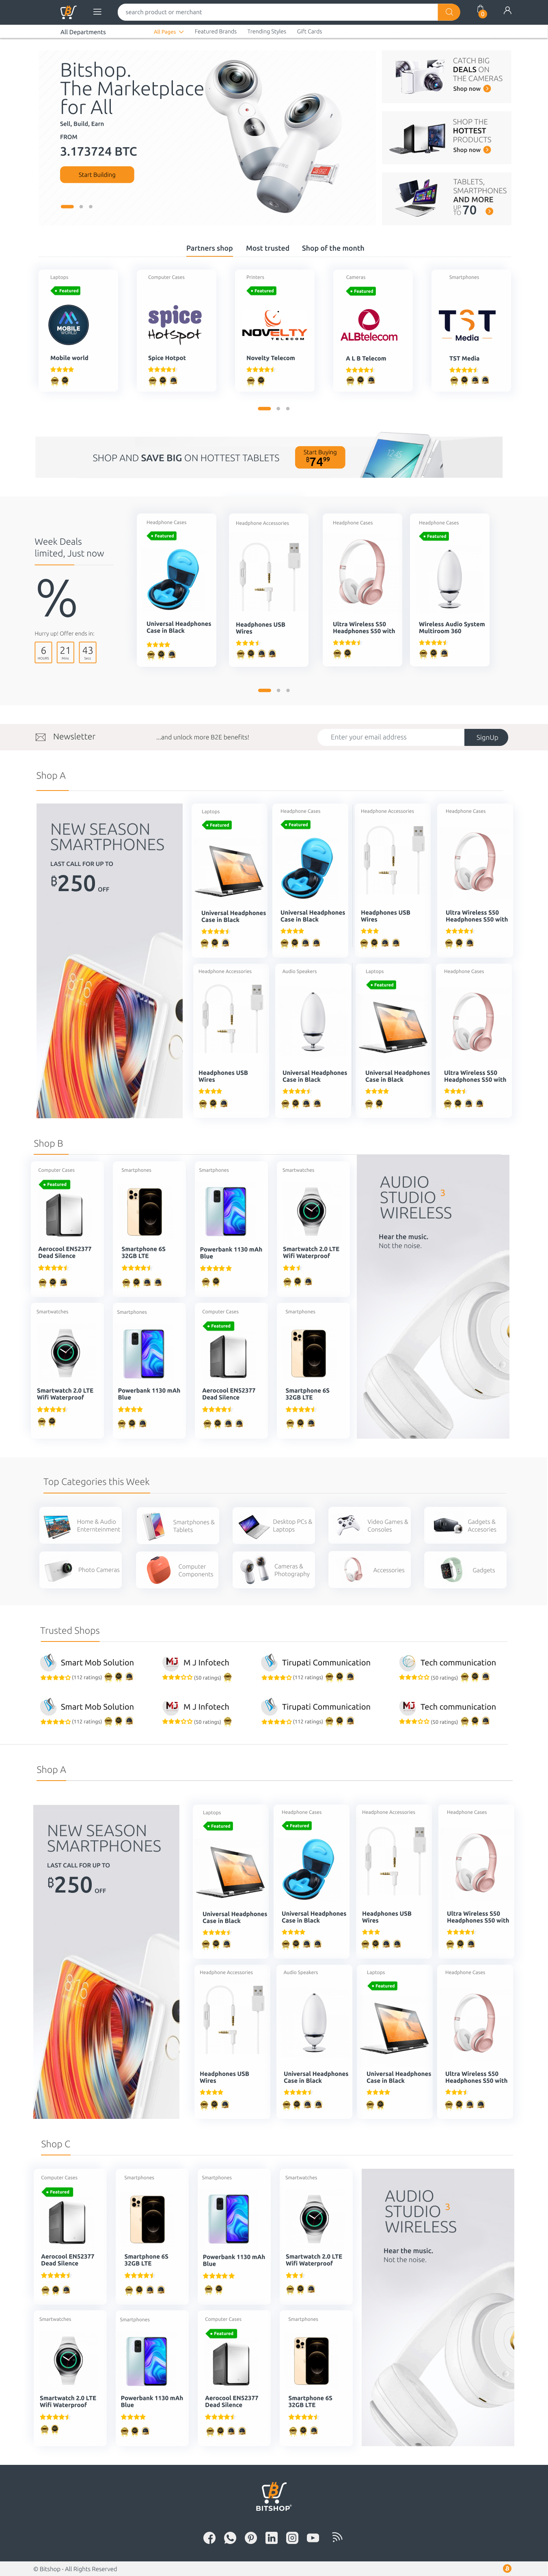 search product or merchant
0
All Departments
All Pages
Featured Brands
Trending Styles
Gift Cards
Bitshop.
The Marketplace
for All
Sell, Build, Earn
FROM
3.173724 BTC
Start Building
CATCH BIG
DEALS ON
THE CAMERAS
Shop now
SHOP THE
HOTTEST
PRODUCTS
Shop now
TABLETS,
SMARTPHONES
AND MORE
UP TO 70
Partners shop
Most trusted
Shop of the month
Laptops
Featured
MOBILE
WORLD
Mobile world
Computer Cases
spice
HotSpot
Spice Hotpot
Printers
Featured
NOVELTY
TELECOM
Novelty Telecom
Cameras
Featured
ALBtelecom
A L B Telecom
Smartphones
TST
Media
TST Media
SHOP AND SAVE BIG ON HOTTEST TABLETS
Start Buying
$74 99
Week Deals
limited, Just now
%
Hurry up! Offer ends in:
6
HOURS
21
Mins
43
Secs
Headphone Cases
Featured
Universal Headphones
Case in Black
Headphone Accessories
Headphones USB
Wires
Headphone Cases
Ultra Wireless S50
Headphones S50 with
Headphone Cases
Featured
Wireless Audio System
Multiroom 360
Newsletter
...and unlock more B2E benefits!
Enter your email address
SignUp
Shop A
NEW SEASON
SMARTPHONES
LAST CALL FOR UP TO
฿250 OFF
Laptops
Featured
Universal Headphones
Case in Black
Headphone Cases
Featured
Universal Headphones
Case in Black
Headphone Accessories
Headphones USB
Wires
Headphone Cases
Ultra Wireless S50
Headphones S50 with
Headphone Accessories
Headphones USB
Wires
Audio Speakers
Universal Headphones
Case in Black
Laptops
Featured
Universal Headphones
Case in Black
Headphone Cases
Ultra Wireless S50
Headphones S50 with
Shop B
Computer Cases
Featured
Aerocool EN52377
Dead Silence
Smartphones
Smartphone 6S
32GB LTE
Smartphones
Powerbank 1130 mAh
Blue
Smartwatches
Smartwatch 2.0 LTE
Wifi Waterproof
Smartwatches
Smartwatch 2.0 LTE
Wifi Waterproof
Smartphones
Powerbank 1130 mAh
Blue
Computer Cases
Featured
Aerocool EN52377
Dead Silence
Smartphones
Smartphone 6S
32GB LTE
AUDIO
STUDIO 3
WIRELESS
Hear the music.
Not the noise.
Top Categories this Week
Home & Audio
Enternteinment
Smartphones &
Tablets
Desktop PCs &
Laptops
Video Games &
Consoles
Gadgets &
Accesories
Photo Cameras
Computer
Components
Cameras &
Photography
Accessories
Gadgets
Trusted Shops
Smart Mob Solution
(112 ratings)
M J Infotech
(50 ratings)
Tirupati Communication
(112 ratings)
Tech communication
(50 ratings)
Smart Mob Solution
(112 ratings)
M J Infotech
(50 ratings)
Tirupati Communication
(112 ratings)
Tech communication
(50 ratings)
Shop A
NEW SEASON
SMARTPHONES
LAST CALL FOR UP TO
฿250 OFF
Laptops
Featured
Universal Headphones
Case in Black
Headphone Cases
Featured
Universal Headphones
Case in Black
Headphone Accessories
Headphones USB
Wires
Headphone Cases
Ultra Wireless S50
Headphones S50 with
Headphone Accessories
Headphones USB
Wires
Audio Speakers
Universal Headphones
Case in Black
Laptops
Featured
Universal Headphones
Case in Black
Headphone Cases
Ultra Wireless S50
Headphones S50 with
Shop C
Computer Cases
Featured
Aerocool EN52377
Dead Silence
Smartphones
Smartphone 6S
32GB LTE
Smartphones
Powerbank 1130 mAh
Blue
Smartwatches
Smartwatch 2.0 LTE
Wifi Waterproof
Smartwatches
Smartwatch 2.0 LTE
Wifi Waterproof
Smartphones
Powerbank 1130 mAh
Blue
Computer Cases
Featured
Aerocool EN52377
Dead Silence
Smartphones
Smartphone 6S
32GB LTE
AUDIO
STUDIO 3
WIRELESS
Hear the music.
Not the noise.
BITSHOP
© Bitshop - All Rights Reserved